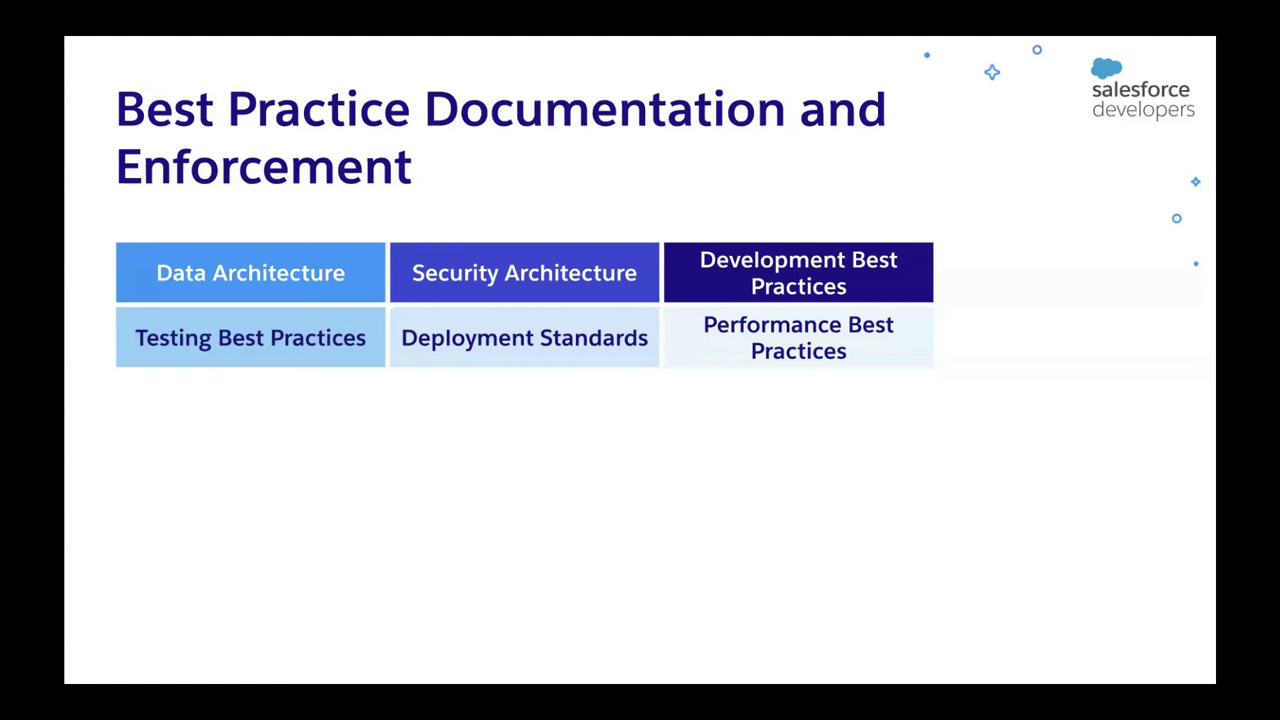 salesforce
developers
Best Practice Documentation and
Enforcement
Data Architecture
Security Architecture
Development Best
Practices
Testing Best Practices
Deployment Standards
Performance Best
Practices